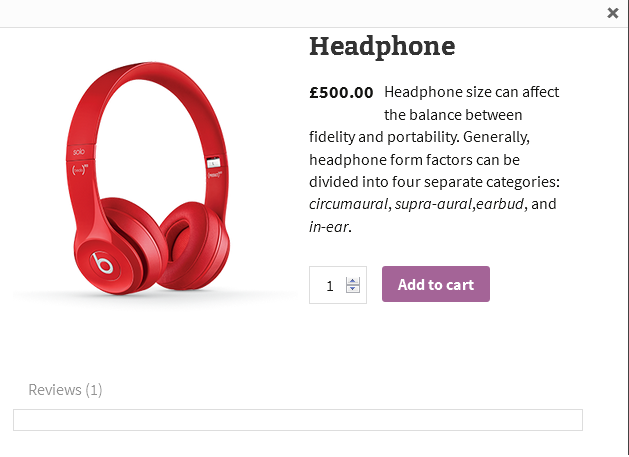 Headphone
£500.00 Headphone size can affect
the balance between
fidelity and portability. Generally,
headphone form factors can be
divided into four separate categories:
circumaural, supra-aural,earbud, and
in-ear.
solo
1
Add to cart
Reviews (1)